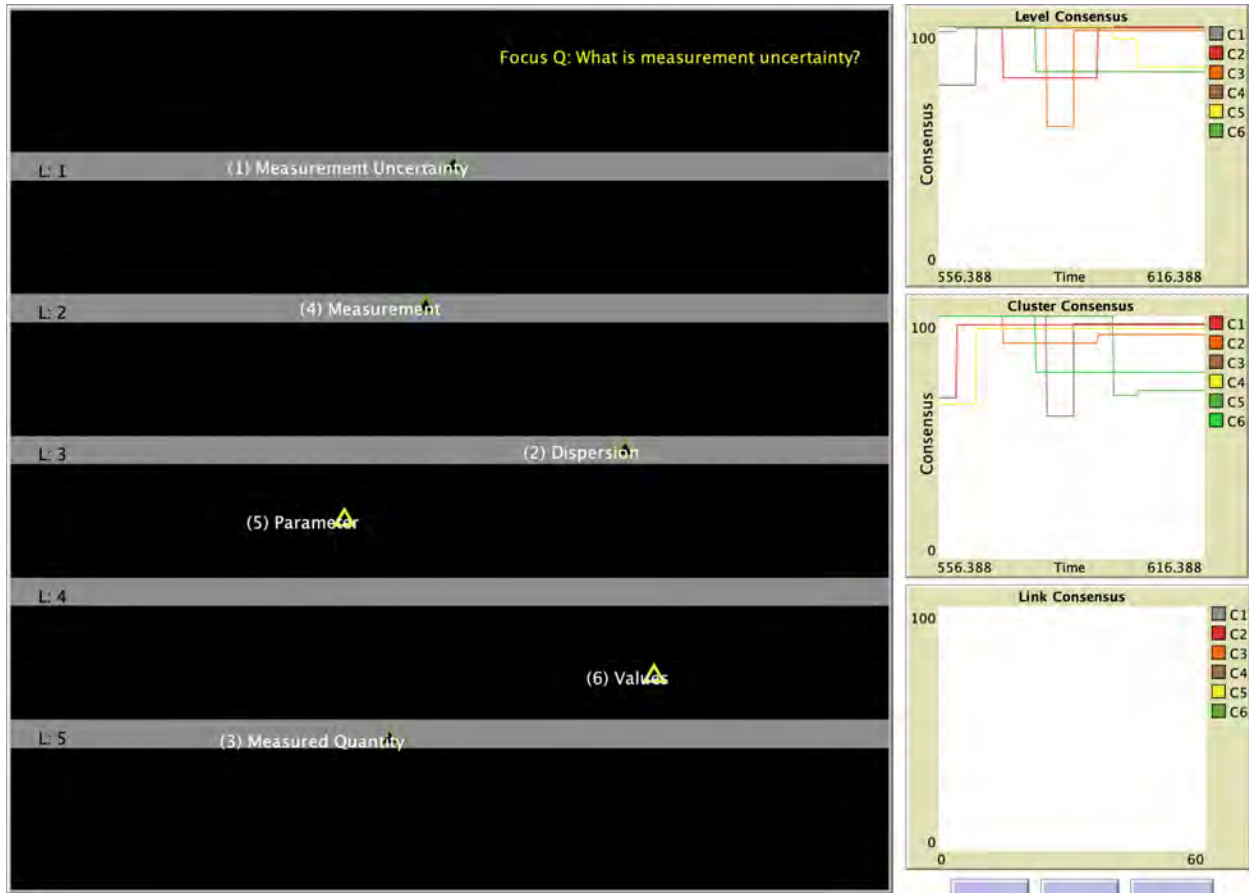 Focus Q: What is measurement uncertainty?
L: 1
(1) Measurement Uncertainty
L: 2
(4) Measurement
L: 3
(2) Dispersion
(5) Parameter
L: 4
(6) Values
L: 5
(3) Measured Quantity
Level Consensus
100
Consensus
0
556.388
Time
616.388
C1
C2
C3
C4
C5
C6
Cluster Consensus
100
Consensus
0
556.388
Time
616.388
C1
C2
C3
C4
C5
C6
Link Consensus
100
0
0
60
C1
C2
C3
C4
C5
C6